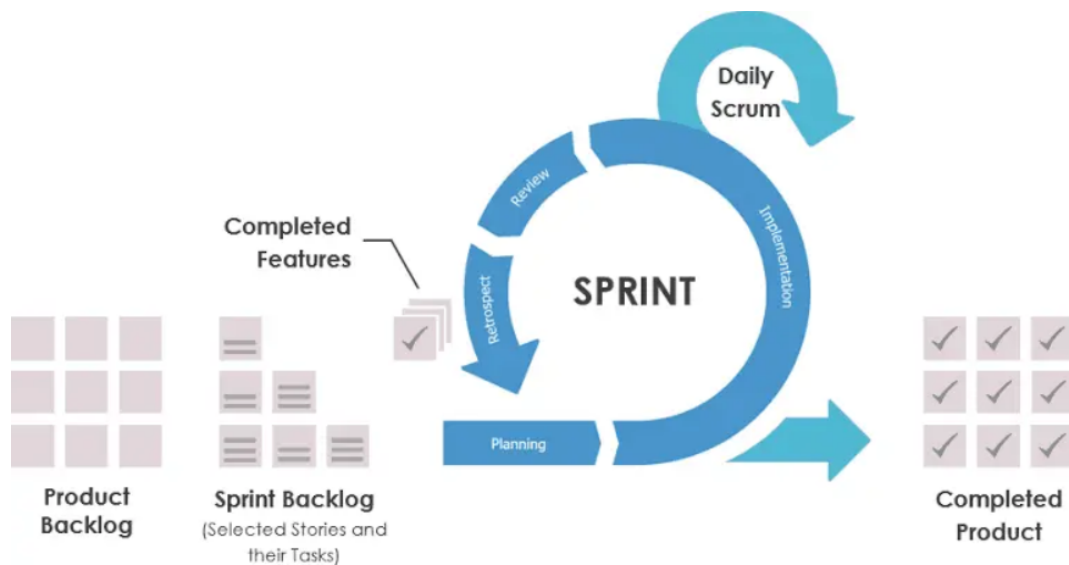 Daily
Scrum
Review
Implementation
Completed
Features
SPRINT
Retrospect
Planning
Product
Backlog
Sprint Backlog
(Selected Stories and
their Tasks)
Completed
Product